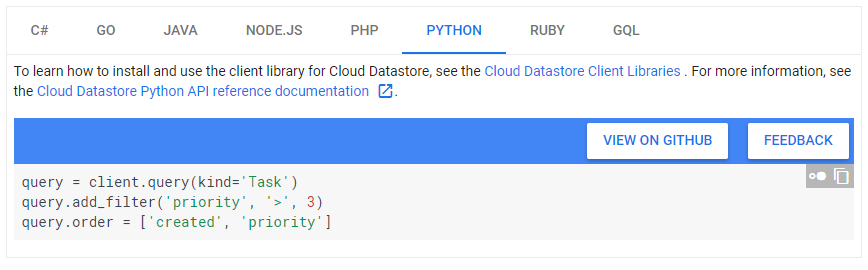 C# GO JAVA NODE.JS PHP PYTHON RUBY GQL
To learn how to install and use the client library for Cloud Datastore, see the Cloud Datastore Client Libraries . For more information, see
the Cloud Datastore Python API reference documentation .
VIEW ON GITHUB FEEDBACK
query = client.query(kind='Task')
query.add_filter('priority', '>', 3)
query.order = ['created', 'priority']